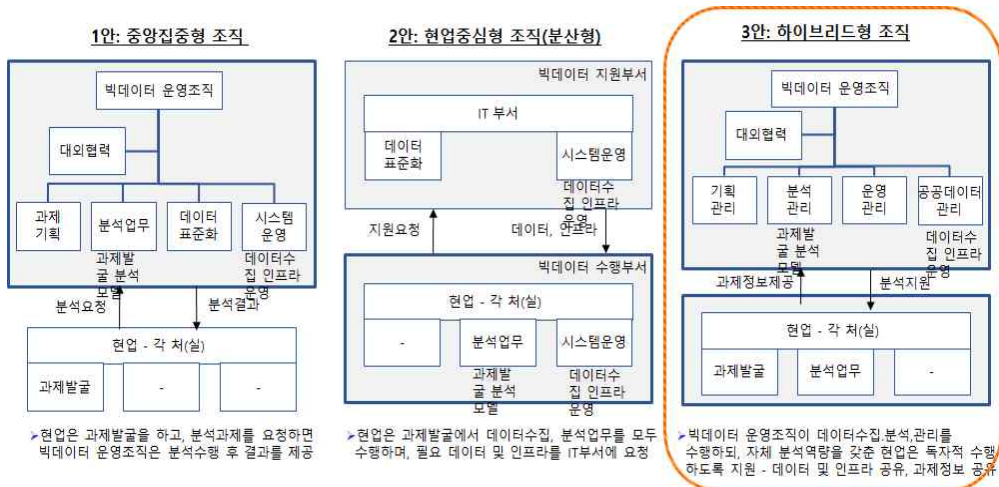 1안: 중앙집중형 조직
빅데이터 운영조직
대외협력
과제
기획
분석업무
데이터
표준화
시스템
운영
과제발
굴 분석
모델
데이터수
집 인프라
운영
분석요청
분석결과
현업 - 각 처(실)
과제발굴
-
-
➢현업은 과제발굴을 하고, 분석과제를 요청하면
빅데이터 운영조직은 분석수행 후 결과를 제공
2안: 현업중심형 조직(분산형)
빅데이터 지원부서
IT 부서
데이터
표준화
시스템운영
데이터수
집 인프라
운영
지원요청
데이터, 인프라
빅데이터 수행부서
현업 - 각 처(실)
-
분석업무
시스템운영
과제발
굴 분석
모델
데이터수
집 인프라
운영
➢현업은 과제발굴에서 데이터수집, 분석업무를 모두
수행하며, 필요 데이터 및 인프라를 IT부서에 요청
3안: 하이브리드형 조직
빅데이터 운영조직
대외협력
기획
관리
분석
관리
운영
관리
공공데이터
관리
과제발
굴 분석
모델
데이터수
집 인프라
운영
과제정보제공
분석지원
현업 - 각 처(실)
과제발굴
분석업무
-
➢빅데이터 운영조직이 데이터수집.분석,관리를
수행하되, 자체 분석역량을 갖춘 현업은 독자적 수행
하도록 지원 - 데이터 및 인프라 공유, 과제정보 공유